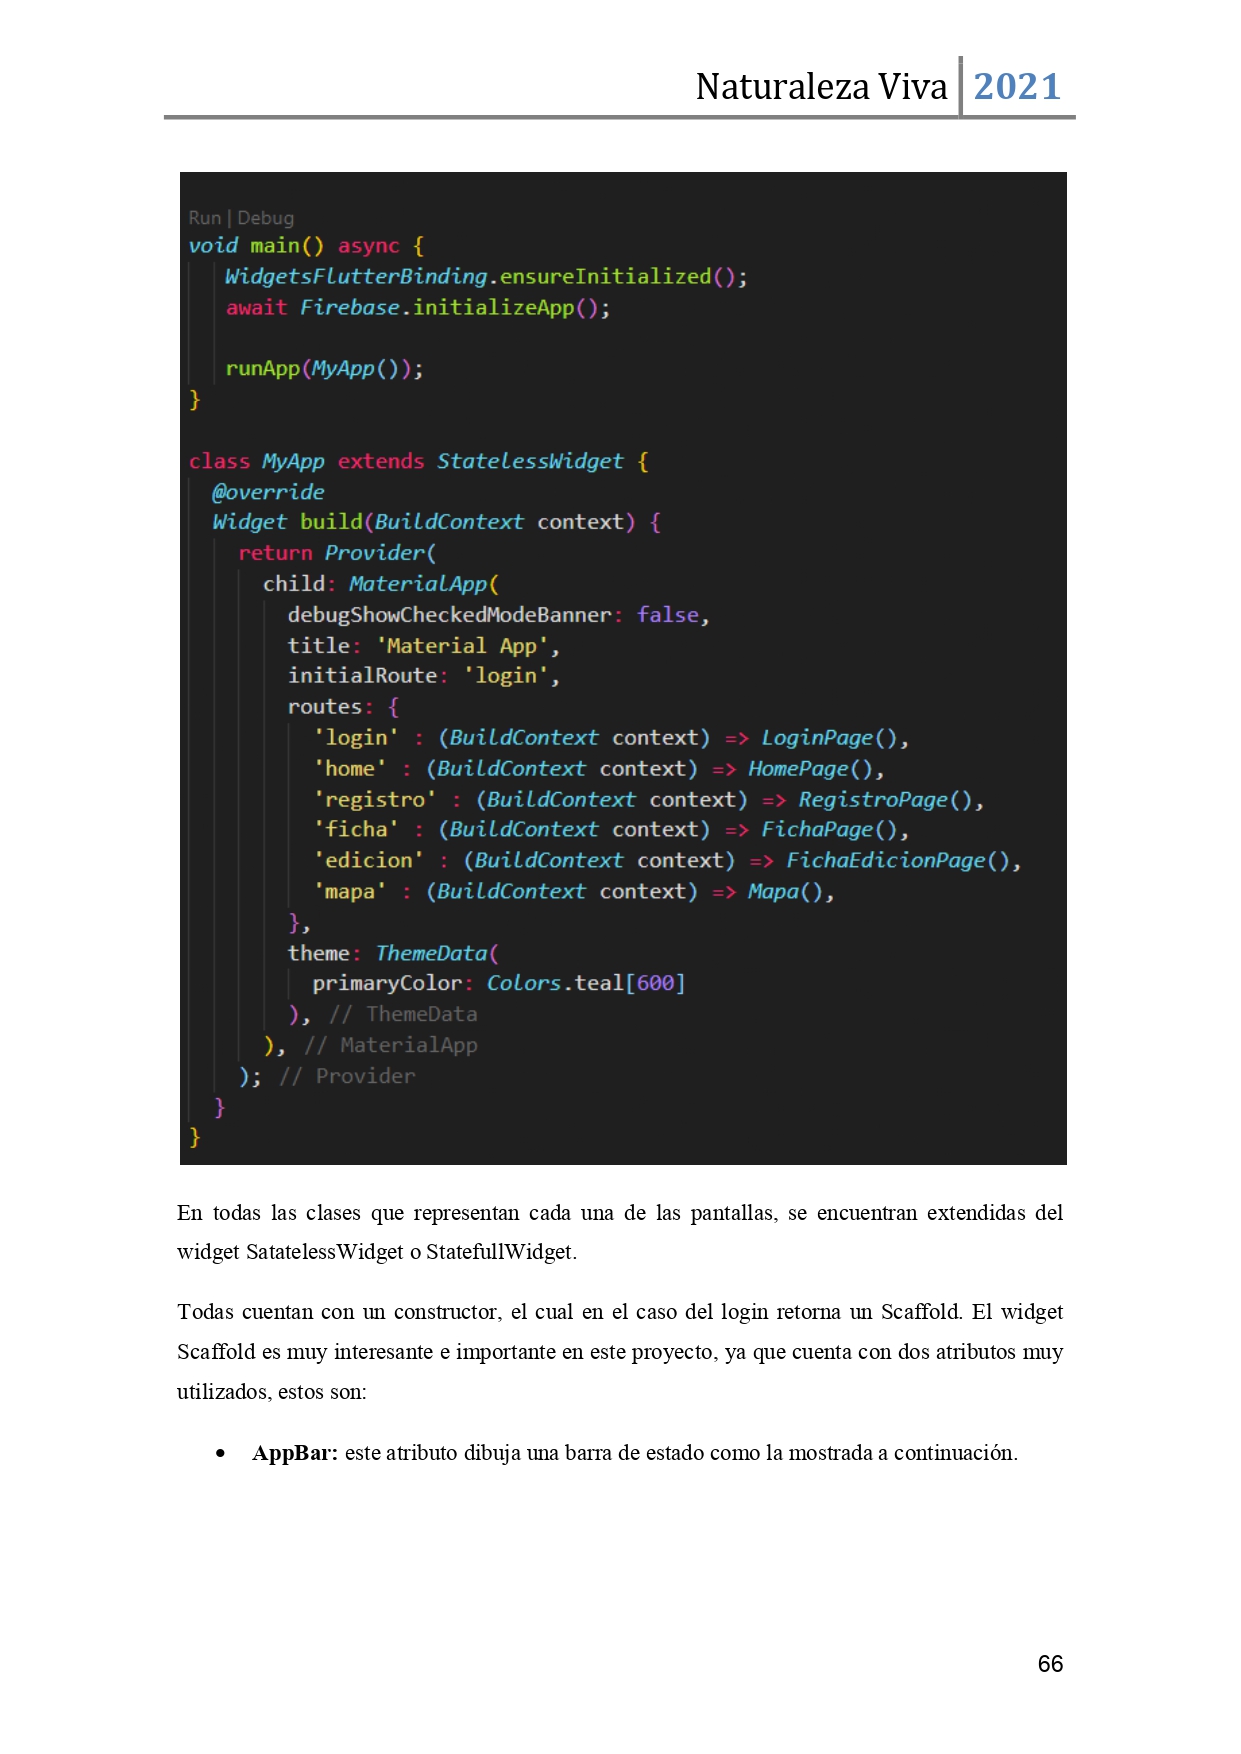 Naturaleza Viva 2021
Run | Debug
void main() async {
WidgetsFlutterBinding.ensureInitialized();
await Firebase.initializeApp();
runApp(MyApp());
}
class MyApp extends StatelessWidget {
@override
Widget build(BuildContext context) {
return Provider(
child: MaterialApp(
debugShowCheckedModeBanner: false,
title: 'Material App',
initialRoute: 'login',
routes: {
'login' : (BuildContext context) => LoginPage(),
'home' : (BuildContext context) => HomePage(),
'registro' : (BuildContext context) => RegistroPage(),
'ficha' : (BuildContext context) => FichaPage(),
'edicion' : (BuildContext context) => FichaEdicionPage(),
'mapa' : (BuildContext context) => Mapa(),
},
theme: ThemeData(
primaryColor: Colors.teal[600]
), // ThemeData
), // MaterialApp
); // Provider
}
}
En todas las clases que representan cada una de las pantallas, se encuentran extendidas del
widget SatatelessWidget o StatefullWidget.
Todas cuentan con un constructor, el cual en el caso del login retorna un Scaffold. El widget
Scaffold es muy interesante e importante en este proyecto, ya que cuenta con dos atributos muy
utilizados, estos son:
• AppBar: este atributo dibuja una barra de estado como la mostrada a continuación.
66